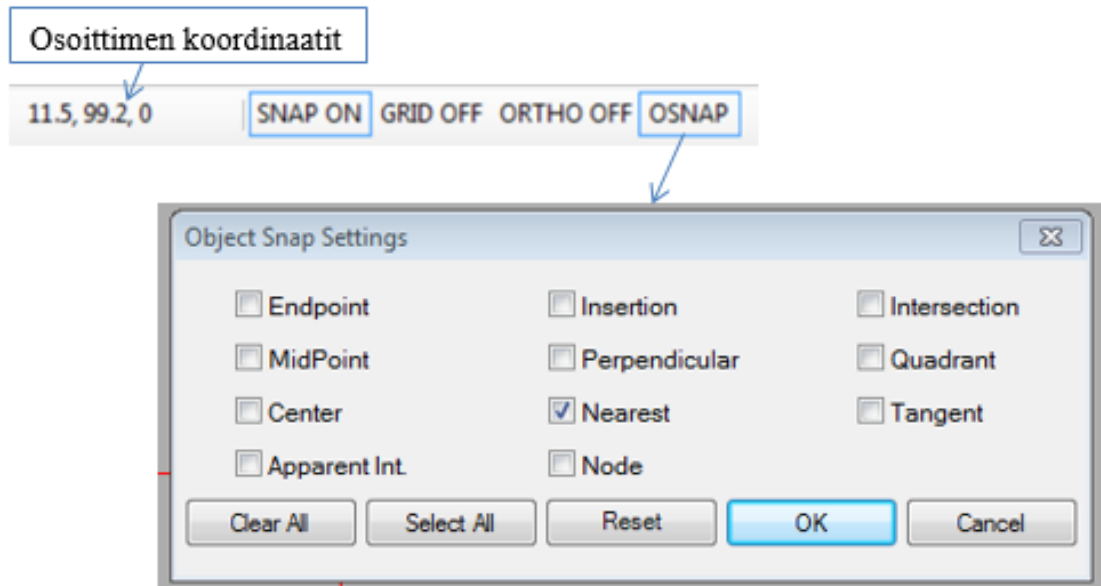 Osoittimen koordinaatit
11.5, 99.2, 0 SNAP ON GRID OFF ORTHO OFF OSNAP
Object Snap Settings
Endpoint Insertion Intersection
MidPoint Perpendicular Quadrant
Center Nearest Tangent
Apparent Int. Node
Clear All Select All Reset OK Cancel